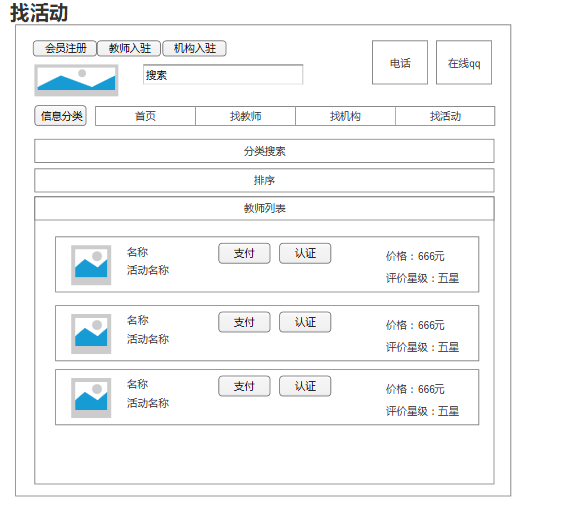 找活动
会员注册 教师入驻 机构入驻
电话 在线qq
搜索
信息分类 首页 找教师 找机构 找活动
分类搜索
排序
教师列表
名称 支付 认证 价格：666元
活动名称 评价星级：五星
名称 支付 认证 价格：666元
活动名称 评价星级：五星
名称 支付 认证 价格：666元
活动名称 评价星级：五星